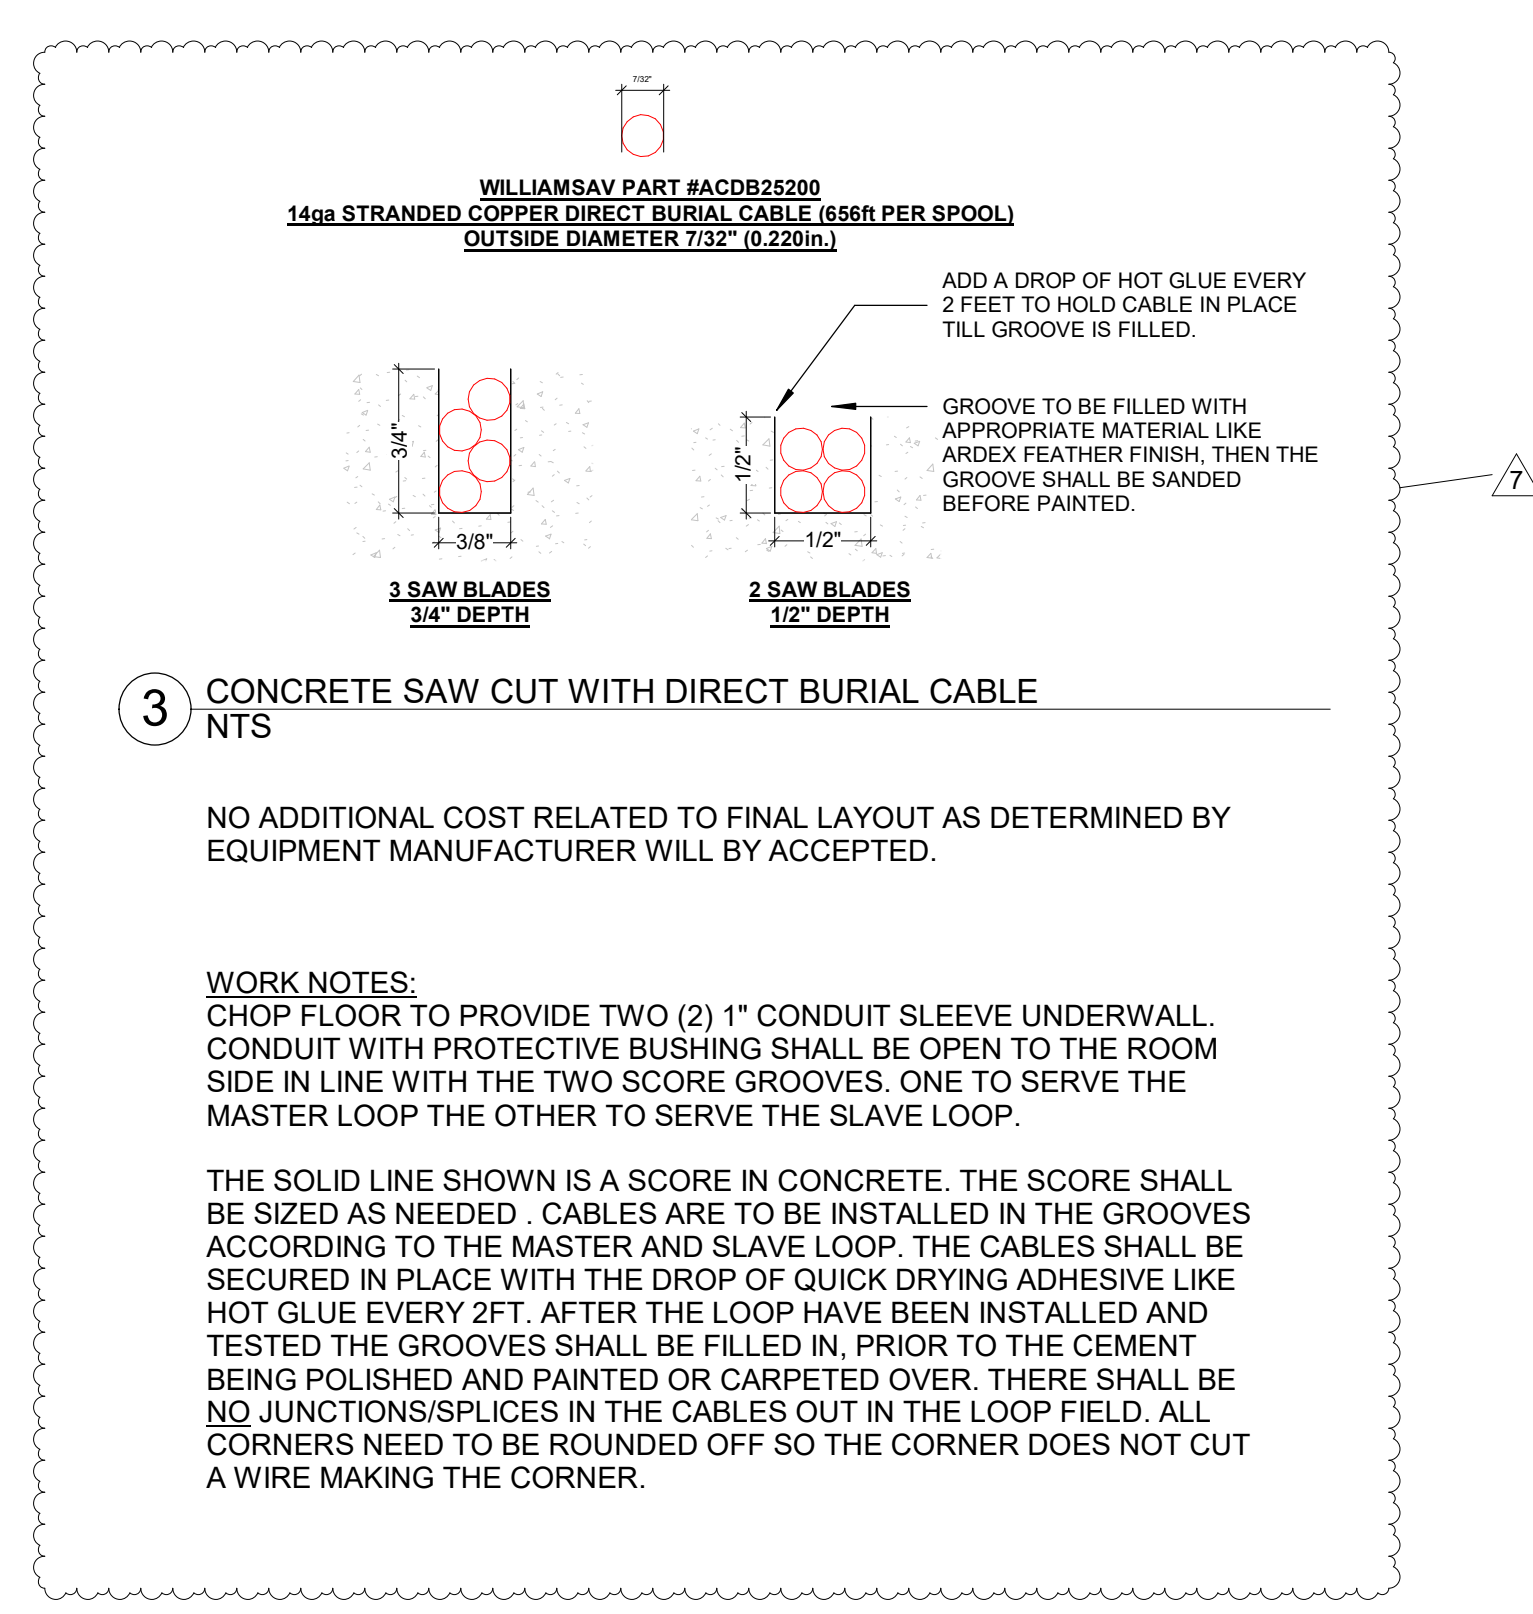 7/32"
WILLIAMSAV PART #ACDB25200
14ga STRANDED COPPER DIRECT BURIAL CABLE (656ft PER SPOOL)
OUTSIDE DIAMETER 7/32" (0.220in.)
ADD A DROP OF HOT GLUE EVERY
2 FEET TO HOLD CABLE IN PLACE
TILL GROOVE IS FILLED.
GROOVE TO BE FILLED WITH
APPROPRIATE MATERIAL LIKE
ARDEX FEATHER FINISH, THEN THE
GROOVE SHALL BE SANDED
BEFORE PAINTED.
3/4"
3/8"
1/2"
1/2"
7
3 SAW BLADES
3/4" DEPTH
2 SAW BLADES
1/2" DEPTH
3
CONCRETE SAW CUT WITH DIRECT BURIAL CABLE
NTS
NO ADDITIONAL COST RELATED TO FINAL LAYOUT AS DETERMINED BY
EQUIPMENT MANUFACTURER WILL BY ACCEPTED.
WORK NOTES:
CHOP FLOOR TO PROVIDE TWO (2) 1" CONDUIT SLEEVE UNDERWALL.
CONDUIT WITH PROTECTIVE BUSHING SHALL BE OPEN TO THE ROOM
SIDE IN LINE WITH THE TWO SCORE GROOVES. ONE TO SERVE THE
MASTER LOOP THE OTHER TO SERVE THE SLAVE LOOP.
THE SOLID LINE SHOWN IS A SCORE IN CONCRETE. THE SCORE SHALL
BE SIZED AS NEEDED . CABLES ARE TO BE INSTALLED IN THE GROOVES
ACCORDING TO THE MASTER AND SLAVE LOOP. THE CABLES SHALL BE
SECURED IN PLACE WITH THE DROP OF QUICK DRYING ADHESIVE LIKE
HOT GLUE EVERY 2FT. AFTER THE LOOP HAVE BEEN INSTALLED AND
TESTED THE GROOVES SHALL BE FILLED IN, PRIOR TO THE CEMENT
BEING POLISHED AND PAINTED OR CARPETED OVER. THERE SHALL BE
NO JUNCTIONS/SPLICES IN THE CABLES OUT IN THE LOOP FIELD. ALL
CORNERS NEED TO BE ROUNDED OFF SO THE CORNER DOES NOT CUT
A WIRE MAKING THE CORNER.